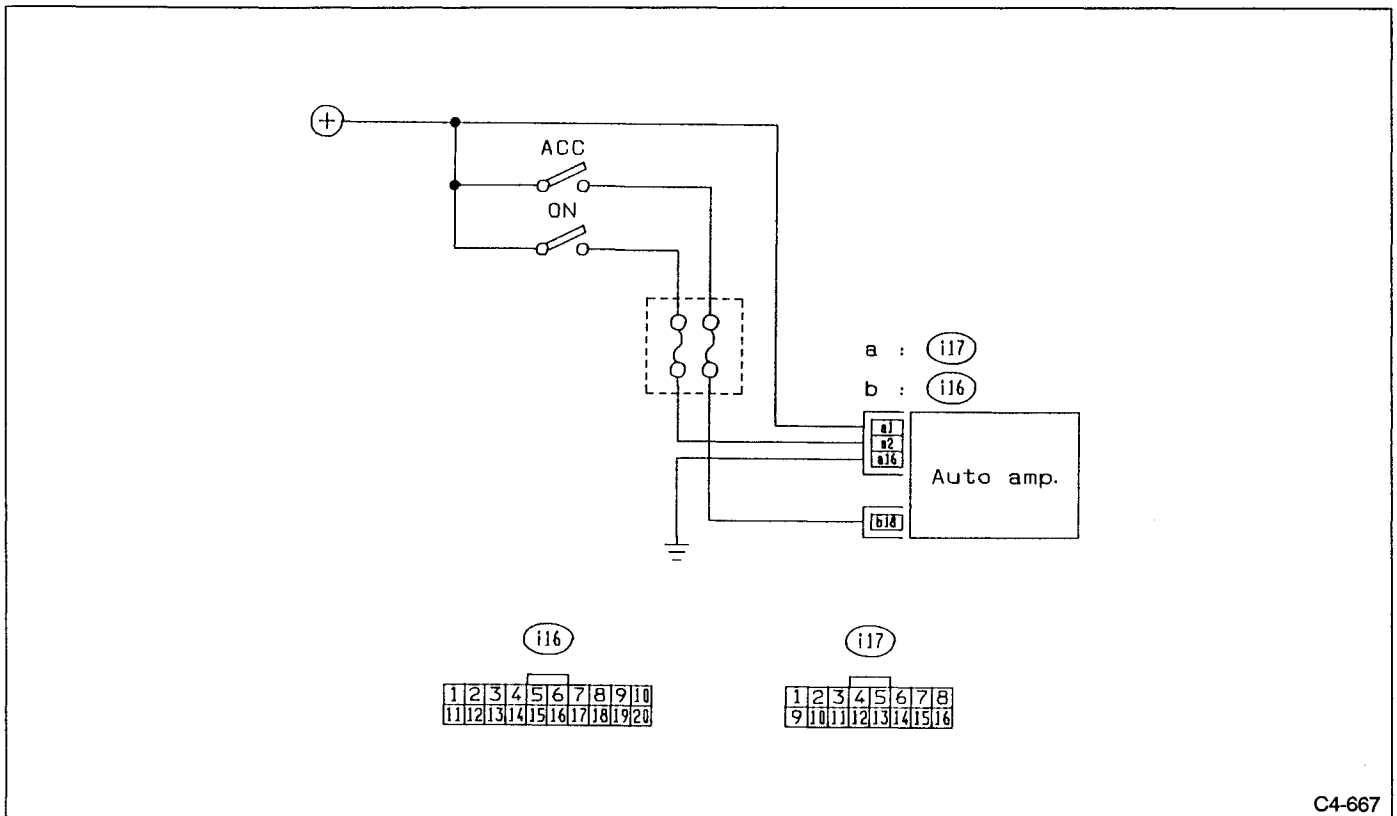 +
ACC
ON
a : i17
b : i16
a1
a2
a16
Auto amp.
b18
i16
1 2 3 4 5 6 7 8 9 10
11 12 13 14 15 16 17 18 19 20
i17
1 2 3 4 5 6 7 8
9 10 11 12 13 14 15 16
C4-667